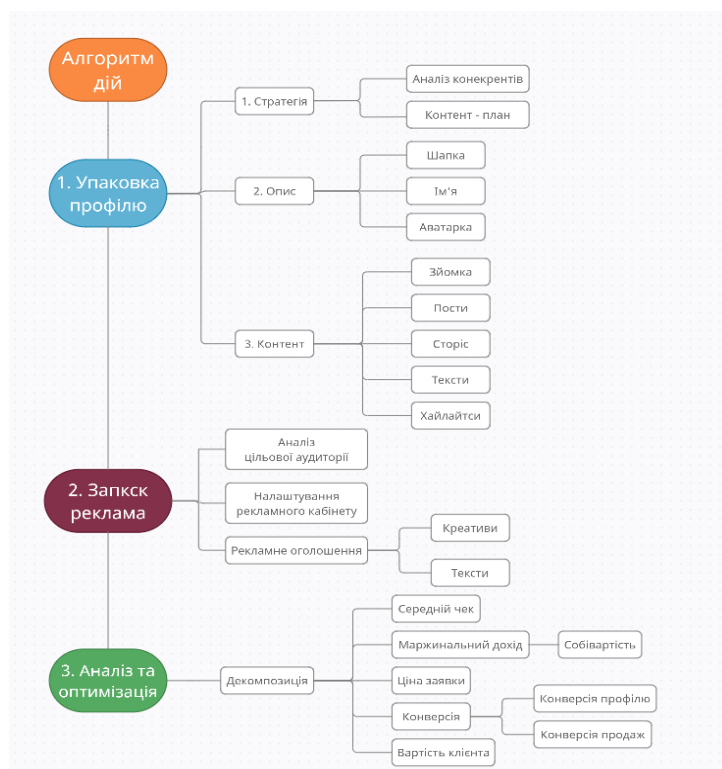 Алгоритм
дій
1. Упаковка
профілю
1. Стратегія
Аналіз конекрентів
Контент - план
2. Опис
Шапка
Ім'я
Аватарка
3. Контент
Зйомка
Пости
Сторіс
Тексти
Хайлайтси
2. Запкск
реклама
Аналіз
цільової аудиторії
Налаштування
рекламного кабінету
Рекламне оголошення
Креативи
Тексти
3. Аналіз та
оптимізація
Декомпозиція
Середній чек
Маржинальний дохід
Собівартість
Ціна заявки
Конверсія
Конверсія профілю
Конверсія продаж
Вартість клієнта